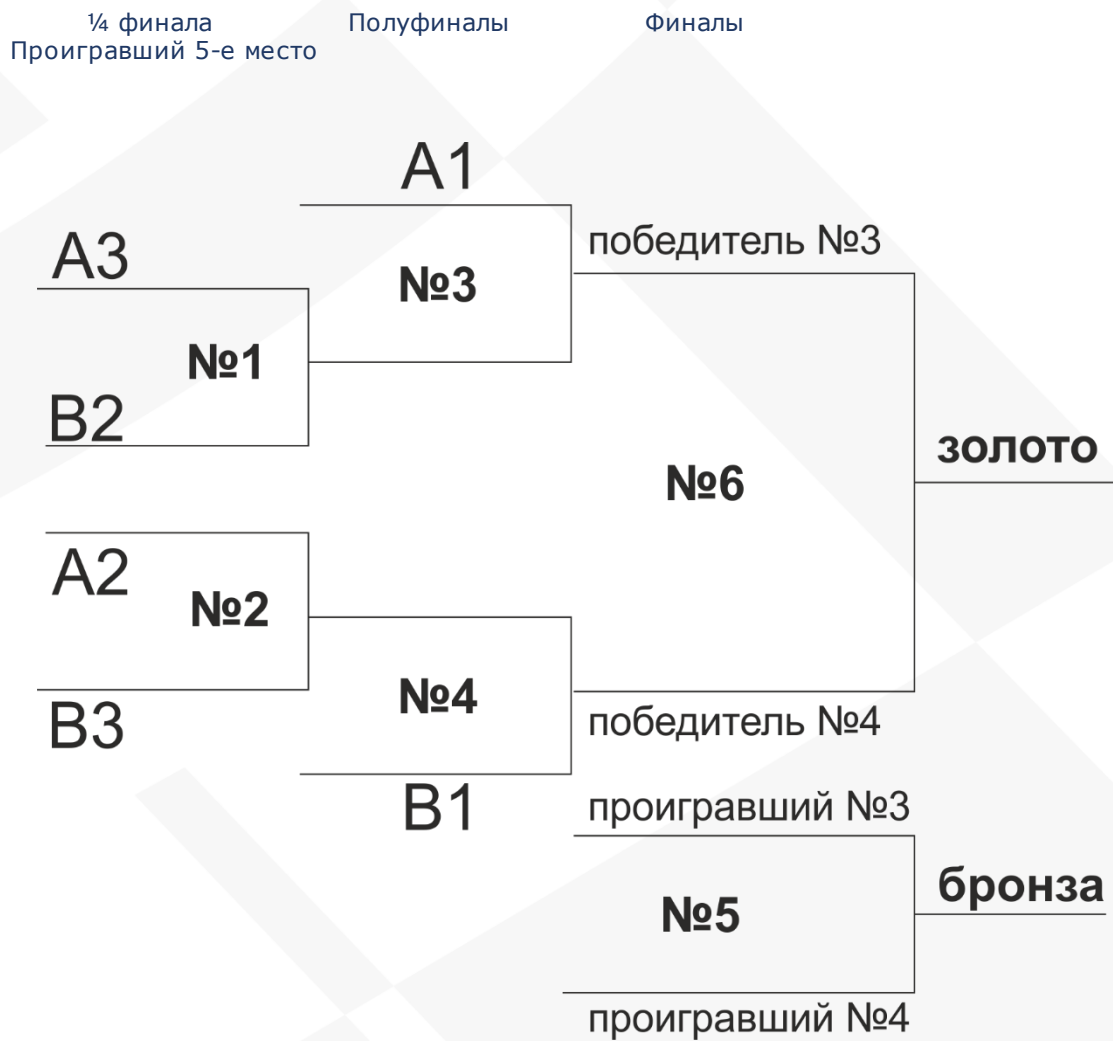 ¼ финала
Проигравший 5-е место
Полуфиналы
Финалы
A1
победитель №3
A3
№3
№1
B2
золото
№6
A2
№2
№4
B3
победитель №4
B1
проигравший №3
бронза
№5
проигравший №4